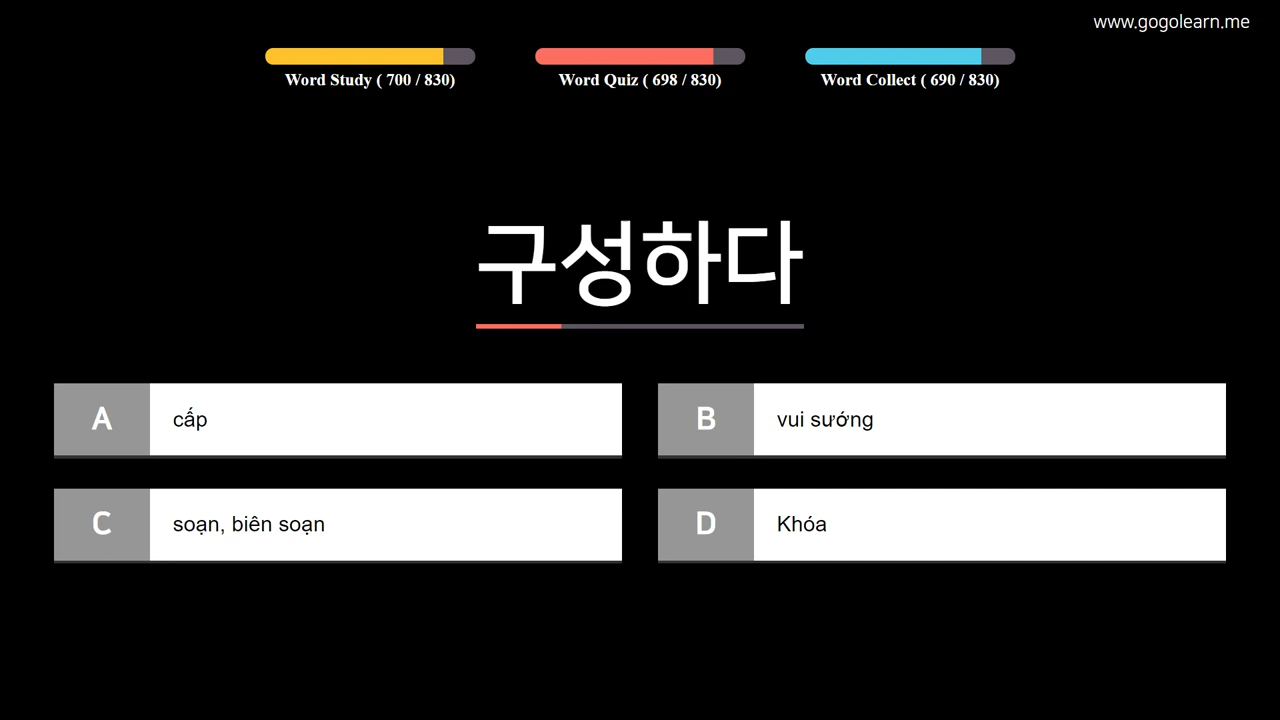 www.gogolearn.me
Word Study ( 700 / 830)
Word Quiz ( 698 / 830)
Word Collect ( 690 / 830)
구성하다
A cấp
B vui sướng
C soạn, biên soạn
D Khóa